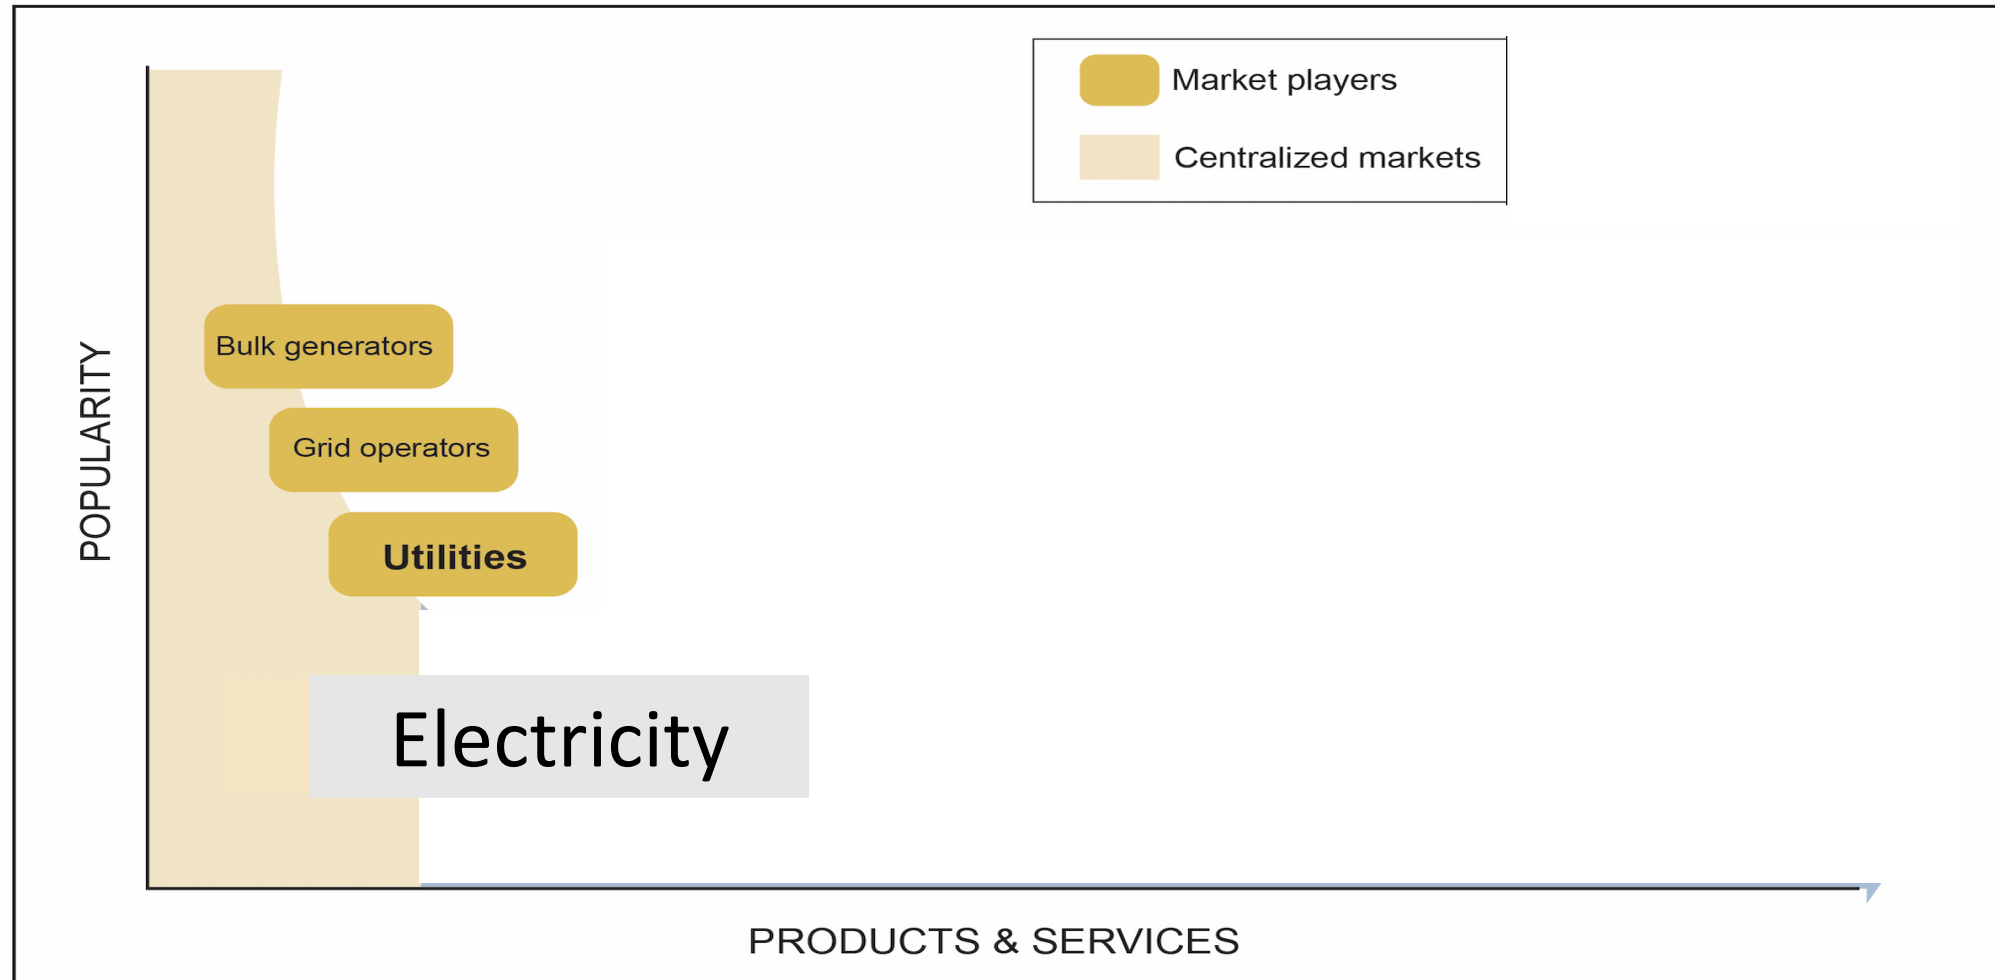 Market players
Centralized markets
Bulk generators
Grid operators
Utilities
Electricity
POPULARITY
PRODUCTS & SERVICES